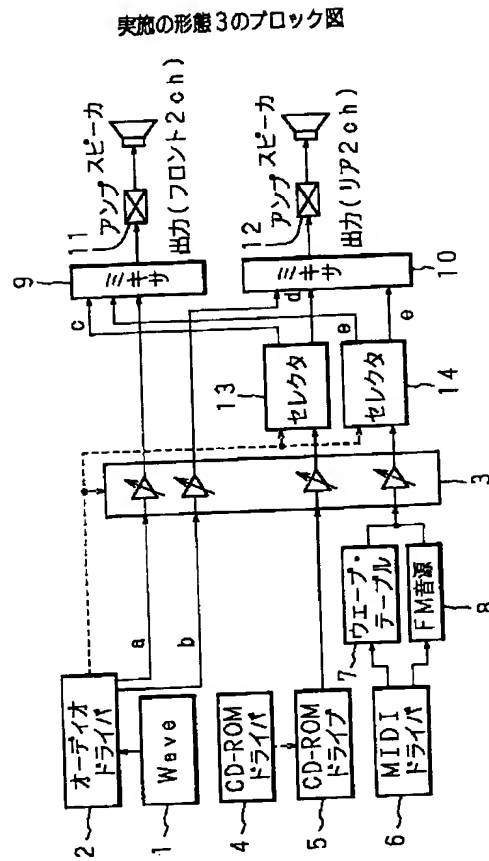 実施の形態3のブロック図
2
オーディオ
ドライバ
1
Wave
4
CD-ROM
ドライバ
5
CD-ROM
ドライブ
6
MIDI
ドライバ
a
b
7
ウェーブ・
テーブル
FM音源
8
3
13
セレクタ
セレクタ
14
c
d
e
e
9
ミキサ
11
アンプ
スピーカ
出力(フロント2ch)
ミキサ
10
12
アンプ
スピーカ
出力(リア2ch)